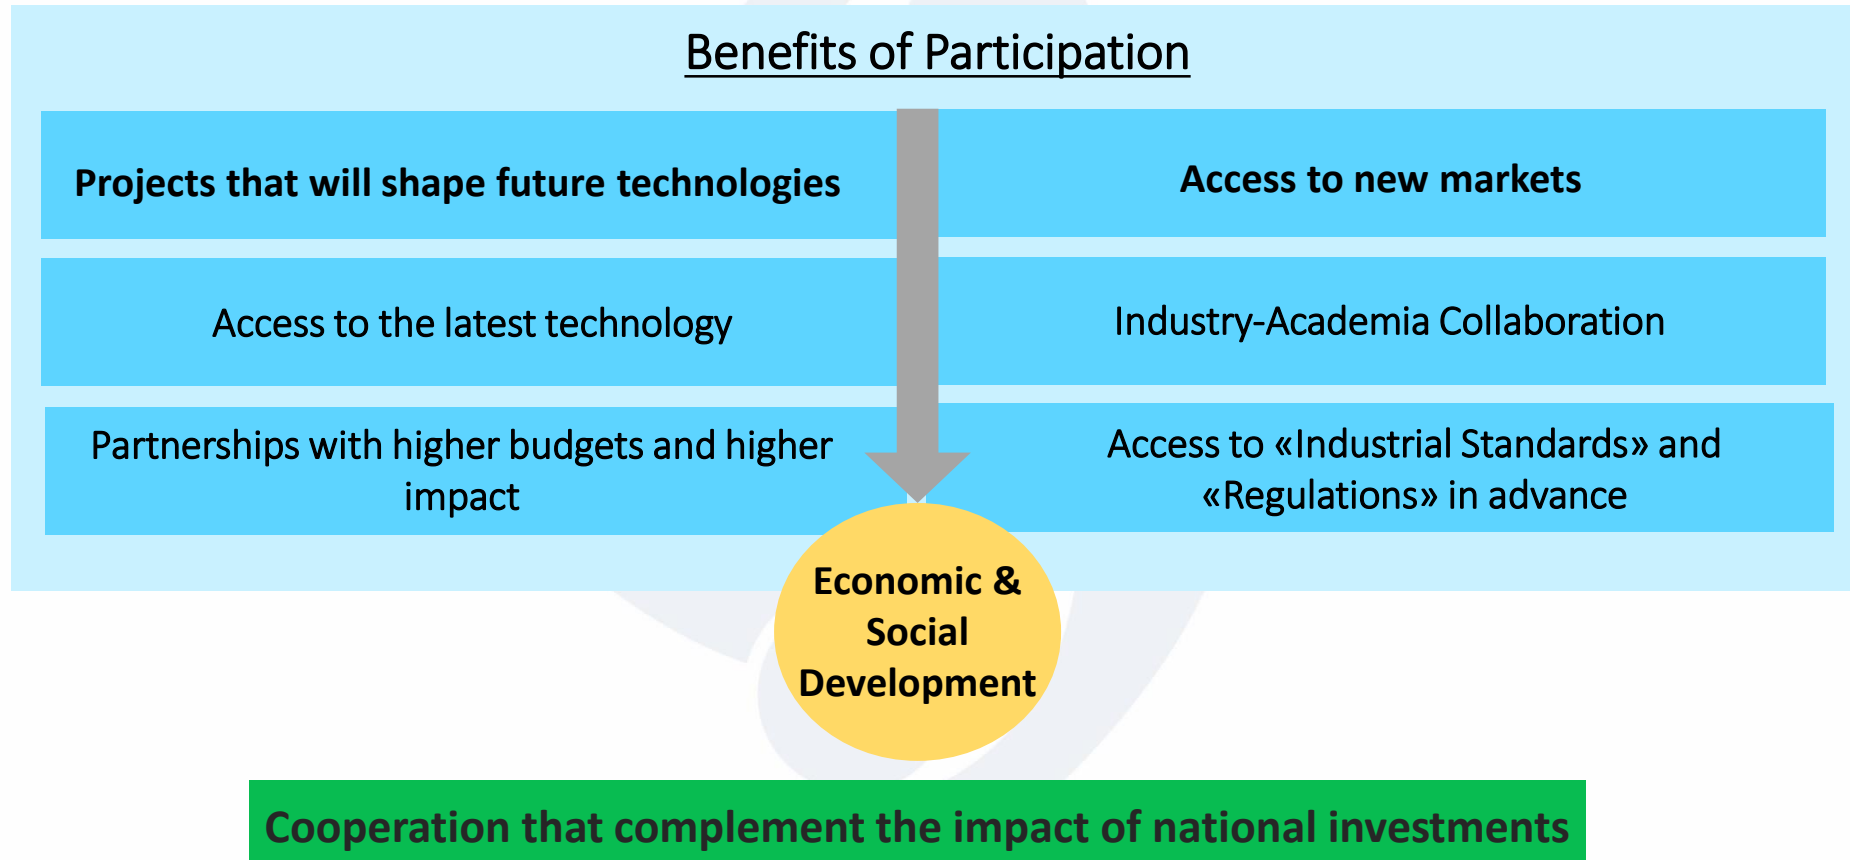 Benefits of Participation
Projects that will shape future technologies
Access to new markets
Access to the latest technology
Industry-Academia Collaboration
Partnerships with higher budgets and higher
impact
Access to «Industrial Standards» and
«Regulations» in advance
Economic &
Social
Development
Cooperation that complement the impact of national investments